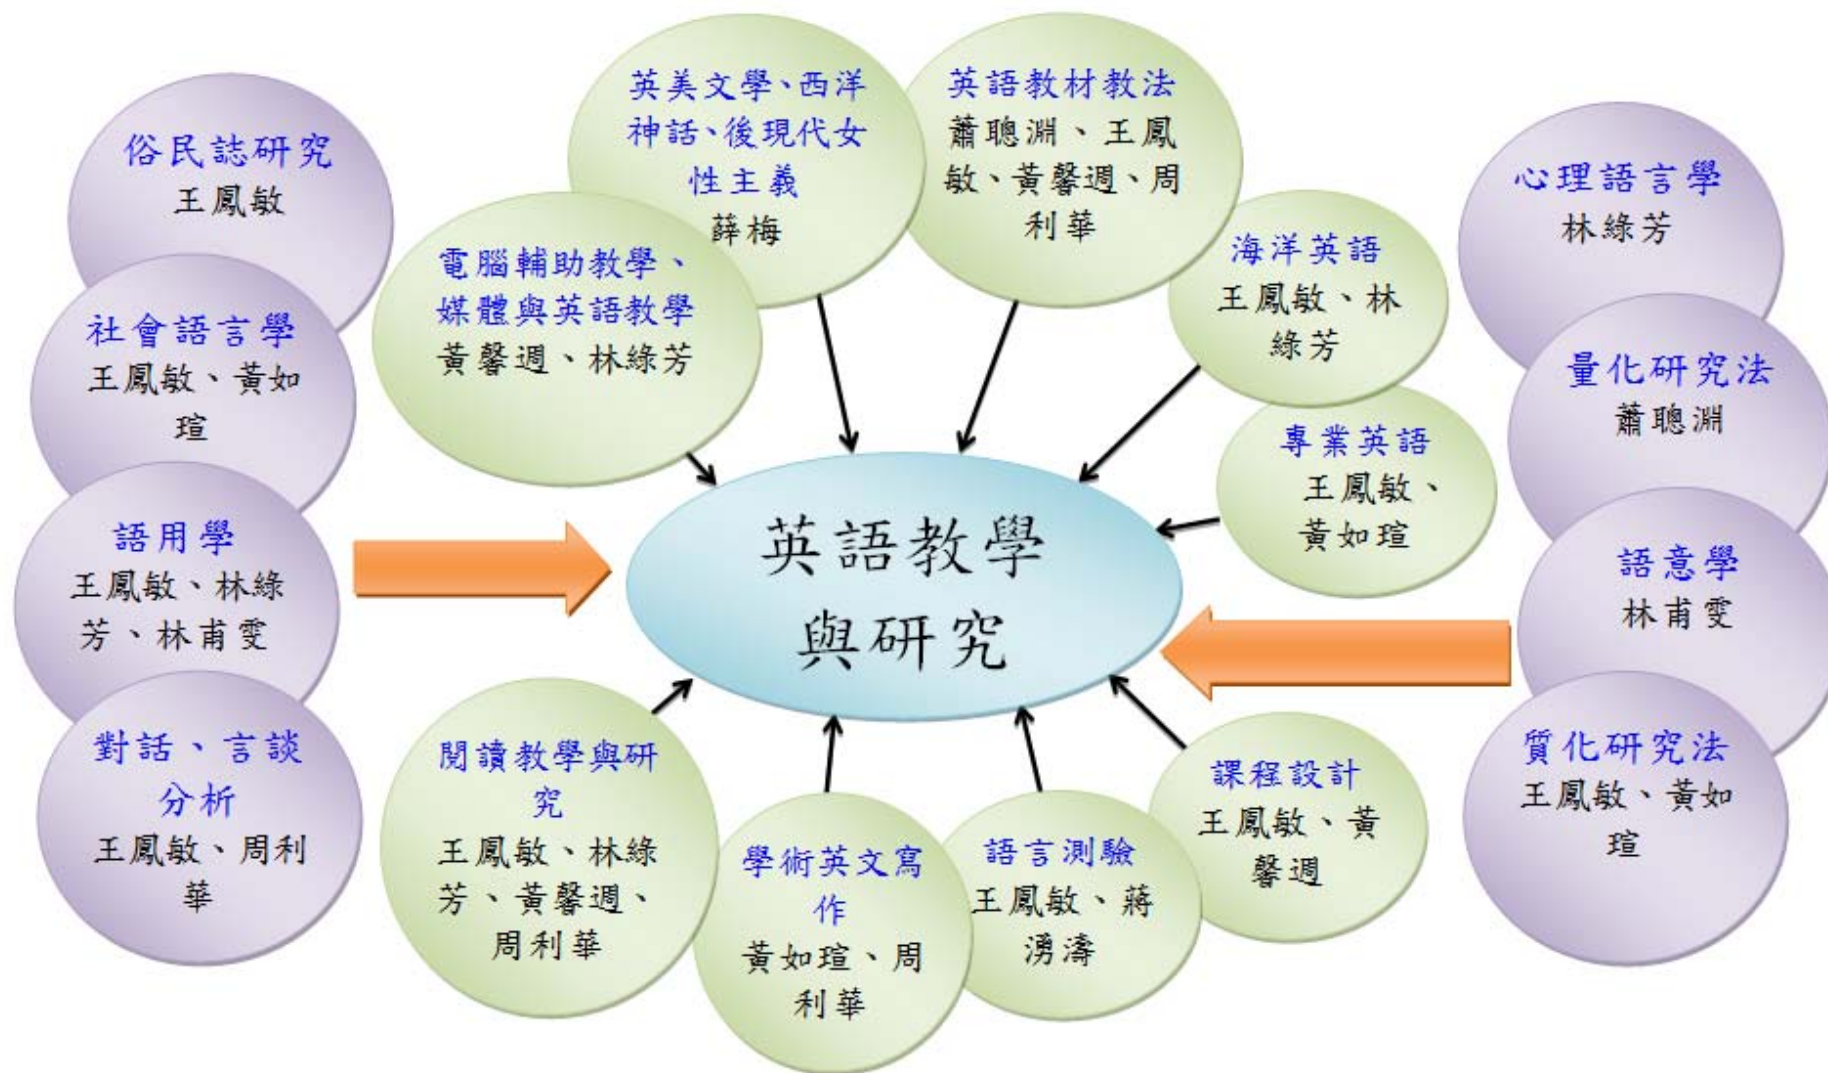 俗民誌研究
王鳳敏
社會語言學
王鳳敏、黃如
瑄
語用學
王鳳敏、林綠
芳、林甫雯
對話、言談
分析
王鳳敏、周利
華
電腦輔助教學、
媒體與英語教學
黃馨週、林綠芳
英美文學、西洋
神話、後現代女
性主義
薛梅
英語教材教法
蕭聰淵、王鳳
敏、黃馨週、周
利華
海洋英語
王鳳敏、林
綠芳
專業英語
王鳳敏、
黃如瑄
英語教學
與研究
閱讀教學與研
究
王鳳敏、林綠
芳、黃馨週、
周利華
學術英文寫
作
黃如瑄、周
利華
語言測驗
王鳳敏、蔣
湧濤
課程設計
王鳳敏、黃
馨週
心理語言學
林綠芳
量化研究法
蕭聰淵
語意學
林甫雯
質化研究法
王鳳敏、黃如
瑄